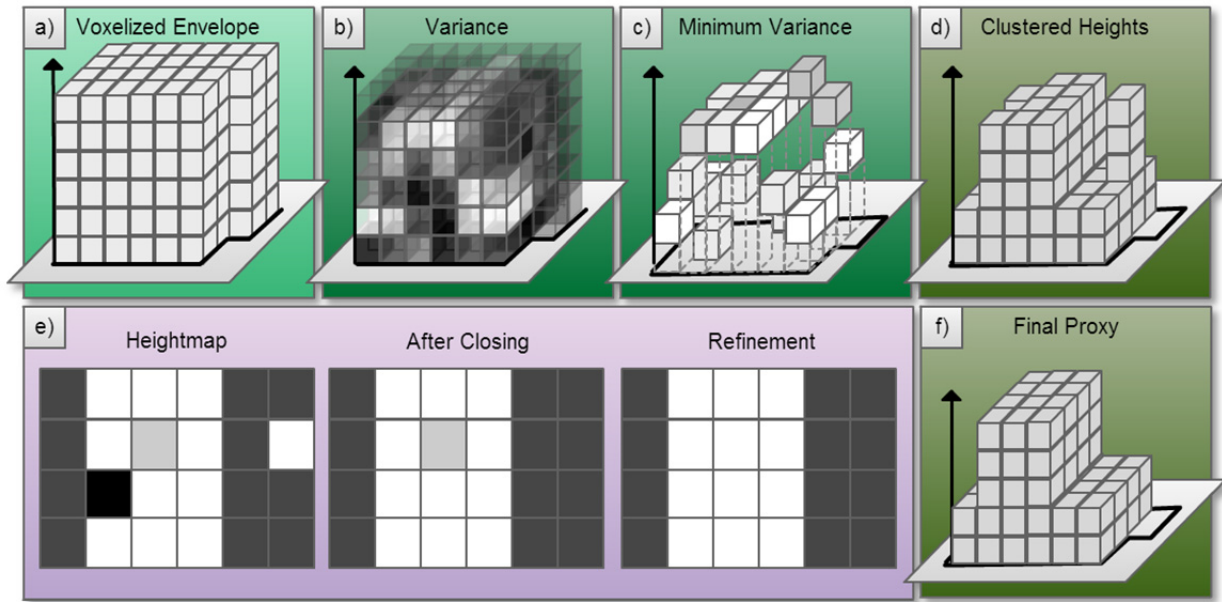 a) Voxelized Envelope
b) Variance
c) Minimum Variance
d) Clustered Heights
e) Heightmap
After Closing
Refinement
f) Final Proxy